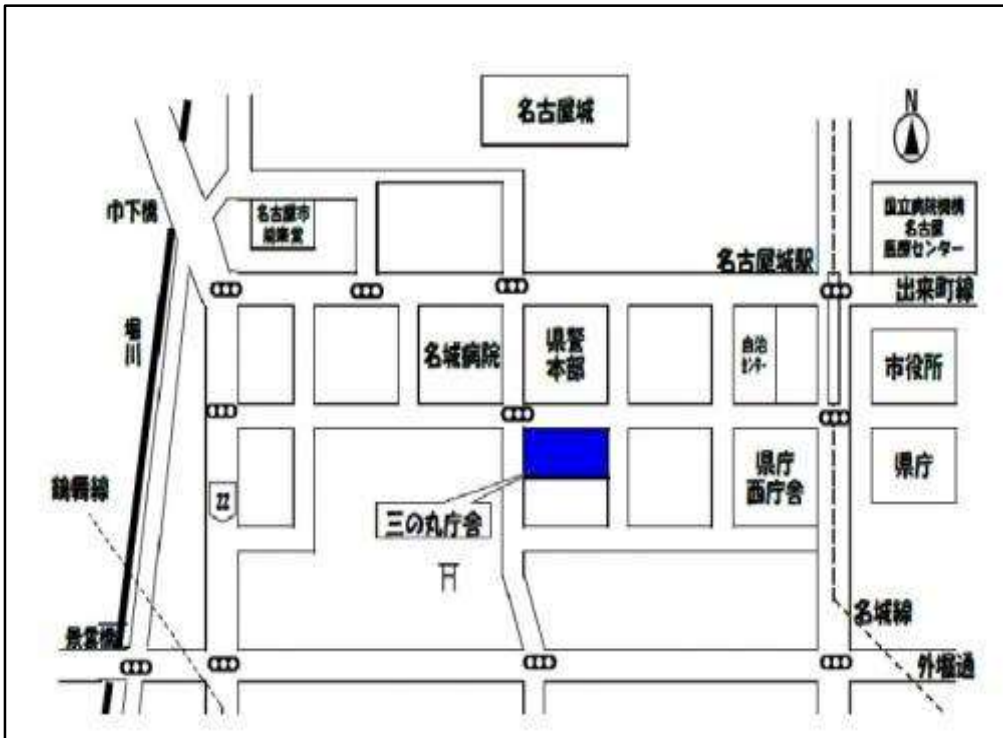 名古屋城
N
巾下橋
名古屋市
能楽堂
国立病院機構
名古屋
医療センター
名古屋城駅
出来町線
堀川
名城病院
県警
本部
自治
センター
市役所
鶴舞線
22
三の丸庁舎
県庁
西庁舎
県庁
景雲橋
名城線
外堀通